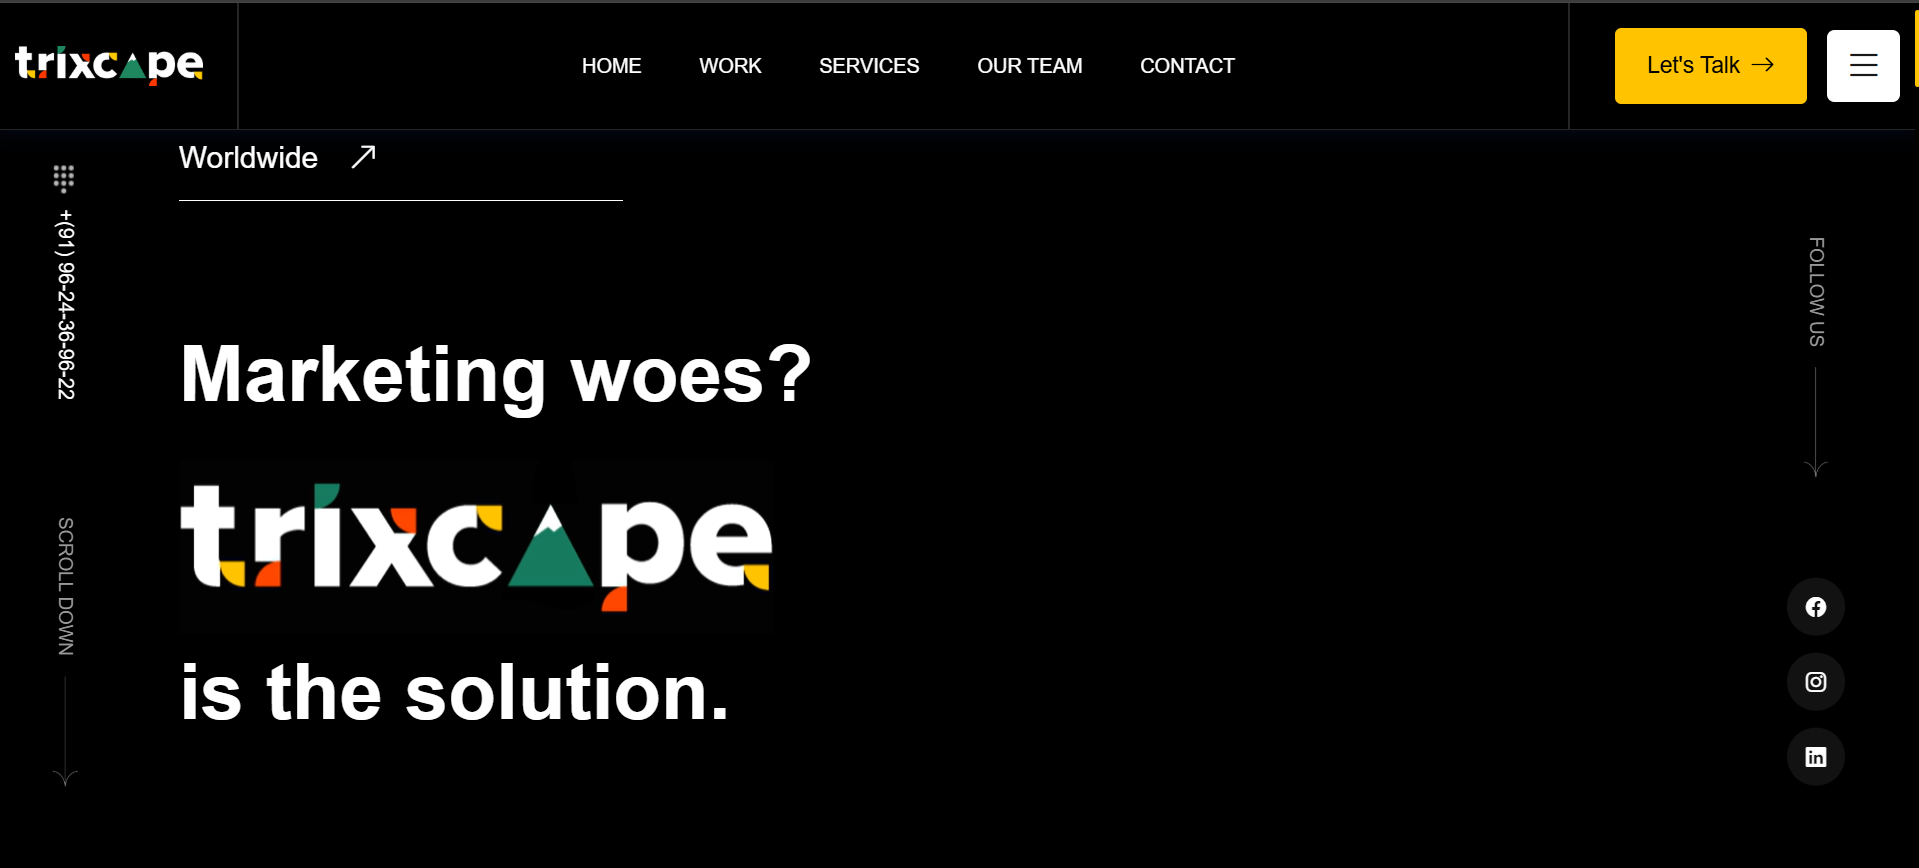 trixcape
HOME WORK SERVICES OUR TEAM CONTACT
Let's Talk
Worldwide
+(91) 96-24-36-96-22
SCROLL DOWN
Marketing woes?
trixcape
is the solution.
FOLLOW US